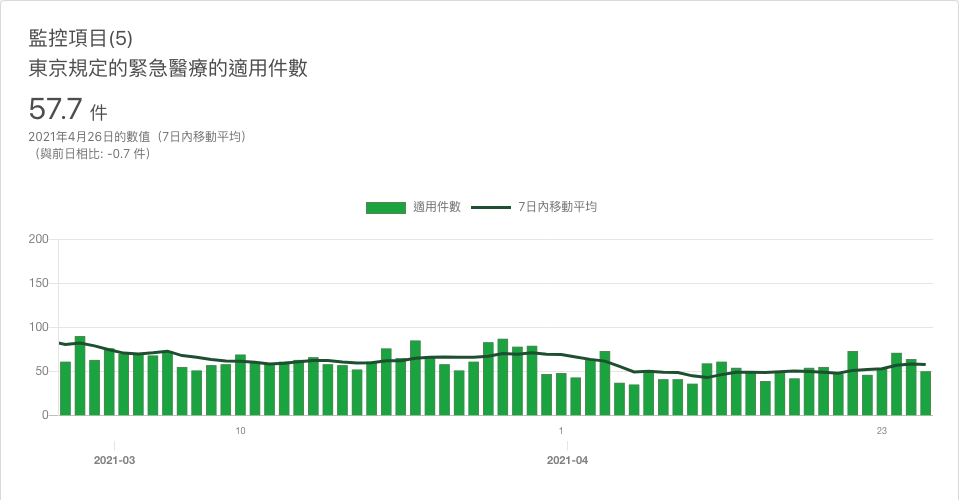 監控項目(5)
東京規定的緊急醫療的適用件數
57.7 件
2021年4月26日的數值（7日內移動平均）
（與前日相比: -0.7 件）
適用件數 7日內移動平均
200
150
100
50
0
10 1 23
2021-03 2021-04